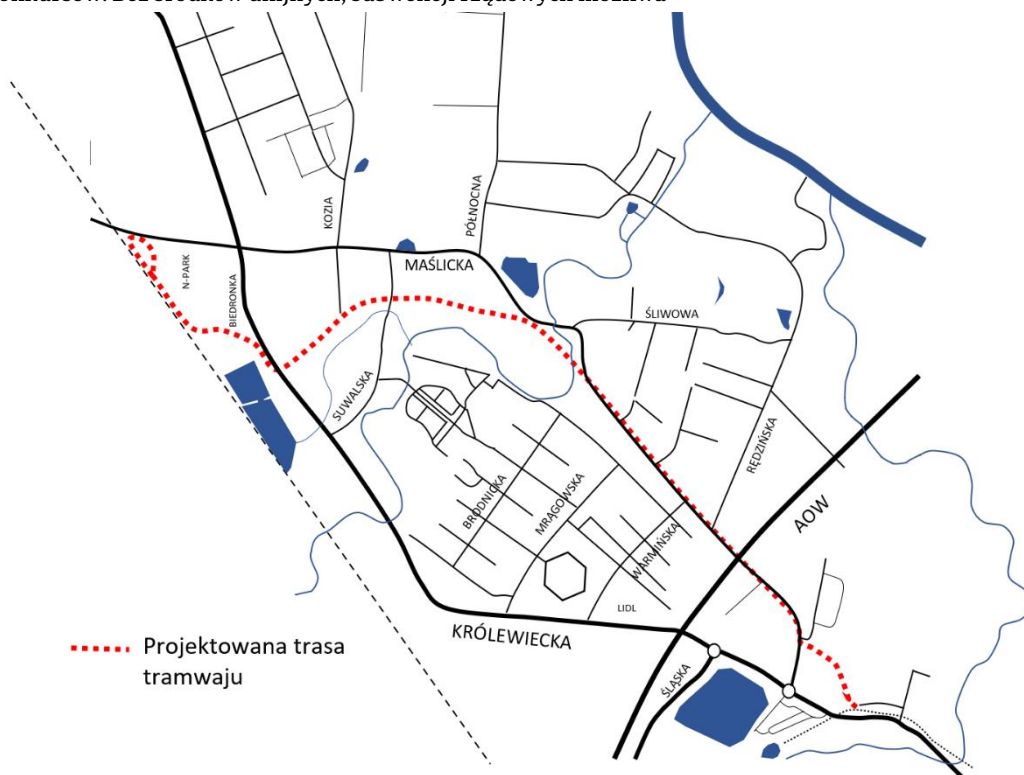 KOZIA
PÓŁNOCNA
MAŚLICKA
N-PARK
BIEDRONKA
ŚLIWOWA
SUWALSKA
RĘDZIŃSKA
BRODNICKA
MRĄGOWSKA
WARMIŃSKA
AOW
LIDL
KRÓLEWIECKA
ŚLĄSKA
Projektowana trasa
tramwaju